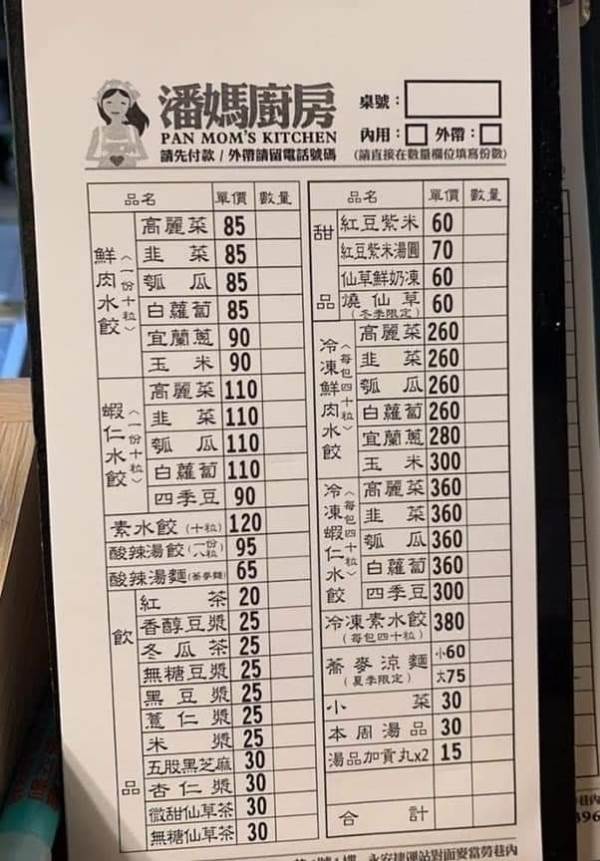 潘媽廚房
PAN MOM'S KITCHEN
請先付款 / 外帶請留電話號碼
桌號：
內用：□ 外帶：□
(請直接在數量欄位填寫份數)
品名 單價 數量
鮮肉水餃（一份十粒）
高麗菜 85
韭菜 85
瓠瓜 85
白蘿蔔 85
宜蘭蔥 90
玉米 90
蝦仁水餃（一份十粒）
高麗菜 110
韭菜 110
瓠瓜 110
白蘿蔔 110
四季豆 90
素水餃（十粒） 120
酸辣湯餃（一份八粒） 95
酸辣湯麵（蕎麥麵） 65
飲品
紅茶 20
香醇豆漿 25
冬瓜茶 25
無糖豆漿 25
黑豆漿 25
薏仁漿 25
米漿 25
五股黑芝麻 30
杏仁漿 30
微甜仙草茶 30
無糖仙草茶 30
品名 單價 數量
甜品
紅豆紫米 60
紅豆紫米湯圓 70
仙草鮮奶凍 60
燒仙草（冬季限定） 60
冷凍鮮肉水餃（每包四十粒）
高麗菜 260
韭菜 260
瓠瓜 260
白蘿蔔 260
宜蘭蔥 280
玉米 300
冷凍蝦仁水餃（每包四十粒）
高麗菜 360
韭菜 360
瓠瓜 360
白蘿蔔 360
四季豆 300
冷凍素水餃（每包四十粒） 380
蕎麥涼麵（夏季限定） 小60 大75
小菜 30
本周湯品 30
湯品加貢丸x2 15
合計
永安捷運站對面麥當勞巷內